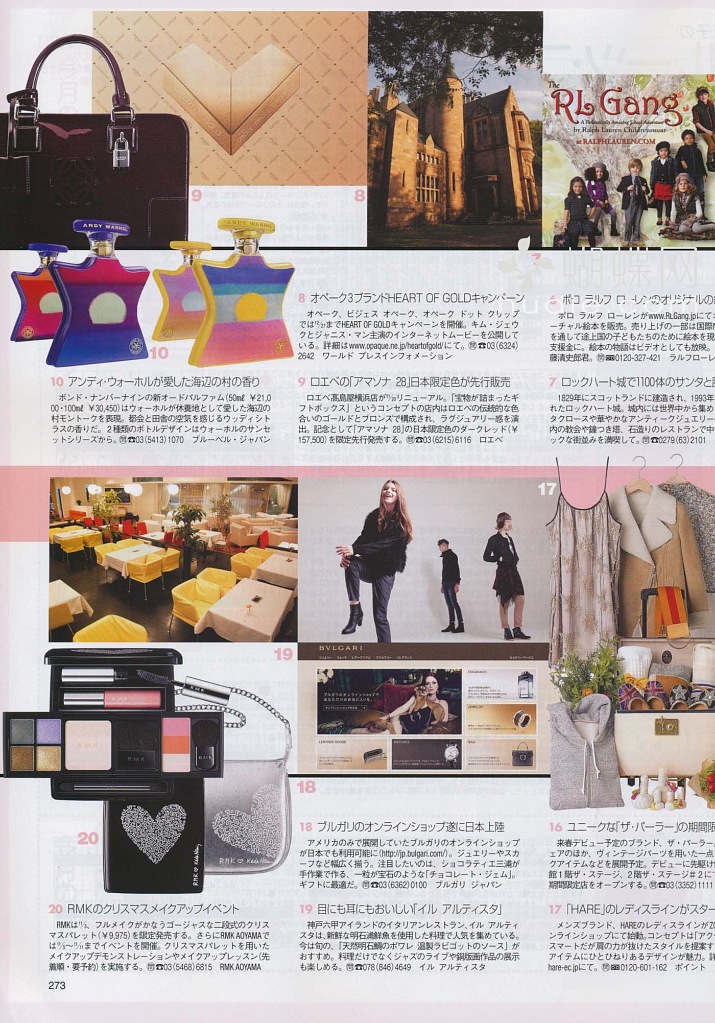 The
RL Gang
A Fantastically Amazing School Adventure
by Ralph Lauren Childrenswear
AT RALPHLAUREN.COM
9
8
7
ANDY WARHOL
ANDY WARHOL
10
蝴蝶网
8 オペーク3ブランドHEART OF GOLDキャンペーン
オペーク、ビジェス オペーク、オペーク ドット クリップ
までHEART OF GOLDキャンペーンを開催。キム・ジェウ
クとジャニス・マン主演のインターネットムービーを公開して
いる。詳細はwww.opaque.ne.jp/heartofgold/にて。☎03(6324)
2642 ワールド プレスインフォメーション
6 ポロ ラルフ ローレンのオリジナルの
ポロ ラルフ ローレンがwww.RLGang.jpにて
ーチャル絵本を販売。売り上げの一部は国際
を通して途上国の子どもたちのために絵本を現
支援金に。絵本の物語はビデオとしても放映。
藤清史郎君。0120-327-421 ラルフローレ
10 アンディ・ウォーホルが愛した海辺の村の香り
ボンド・ナンバーナインの新オードパルファム(50㎖ ¥21,0
00・100㎖ ¥30,450)はウォーホルが休養地として愛した海辺の
村モントークを表現。都会と田舎の空気を感じるウッディシト
ラスの香りだ。2種類のボトルデザインはウォーホルのサンセ
ットシリーズから。☎03(5413)1070 ブルーベル・ジャパン
9 ロエベの「アマソナ 28」日本限定色が先行販売
ロエベ髙島屋横浜店がリニューアル。「宝物が詰まったギ
フトボックス」というコンセプトの店内はロエベの伝統的な色
合いのゴールドとブロンズで構成され、ラグジュアリー感を演
出。記念として「アマソナ 28」の日本限定色のダークレッド(¥
157,500)を限定先行発売する。☎03(6215)6116 ロエベ
7 ロックハート城で1100体のサンタと
1829年にスコットランドに建造され、1993年
れたロックハート城。城内には世界中から集め
タクロースや華やかなアンティークジュエリー
内の教会や鐘つき塔、石造りのレストランで中
ックな街並みを満喫して。☎0279(63)2101
17
19
BVLGARI
18
RMK
20
18 ブルガリのオンラインショップ遂に日本上陸
アメリカのみで展開していたブルガリのオンラインショップ
が日本でも利用可能に(http://jp.bulgari.com/)。ジュエリーやスカ
ーフなど幅広く揃う。注目したいのは、ショコラティエ三浦が
手作業で作る、一粒が宝石のような「チョコレート・ジェム」。
ギフトに最適だ。☎03(6362)0100 ブルガリ ジャパン
16 ユニークな「ザ・パーラー」の期間限
来春デビュー予定のブランド、ザ・パーラー。
ェアのほか、ヴィンテージパーツを用いた一点
クアイテムなどを展開予定。デビューに先駆け
館1階ザ・ステージ、2階ザ・ステージ#2にて
期間限定店をオープンする。☎03(3352)1111
20 RMKのクリスマスメイクアップイベント
RMKは、フルメイクがかなうゴージャスな二段式のクリス
マスパレット(¥9,975)を限定発売する。さらにRMK AOYAMAで
までイベントを開催。クリスマスパレットを用いた
メイクアップデモンストレーションやメイクアップレッスン(先
着順・要予約)を実施する。☎03(5468)6815 RMK AOYAMA
19 目にも耳にもおいしい「イル アルティスタ」
神戸六甲アイランドのイタリアンレストラン、イル アルティ
スタは、新鮮な明石浦鮮魚を使用した料理で人気を集めている。
今は旬の、「天然明石鯛のポワレ 温製ラビゴットのソース」が
おすすめ。料理だけでなくジャズのライブや銅版画作品の展示
も楽しめる。☎078(846)4649 イル アルティスタ
17 「HARE」のレディスラインがスター
メンズブランド、HAREのレディスラインがZO
ンラインショップにて始動。コンセプトは「アク
スマートだが肩の力が抜けたスタイルを提案す
アイテムにひとひねりあるデザインが魅力。詳
hare-ec.jpにて。0120-601-162 ポイント
273